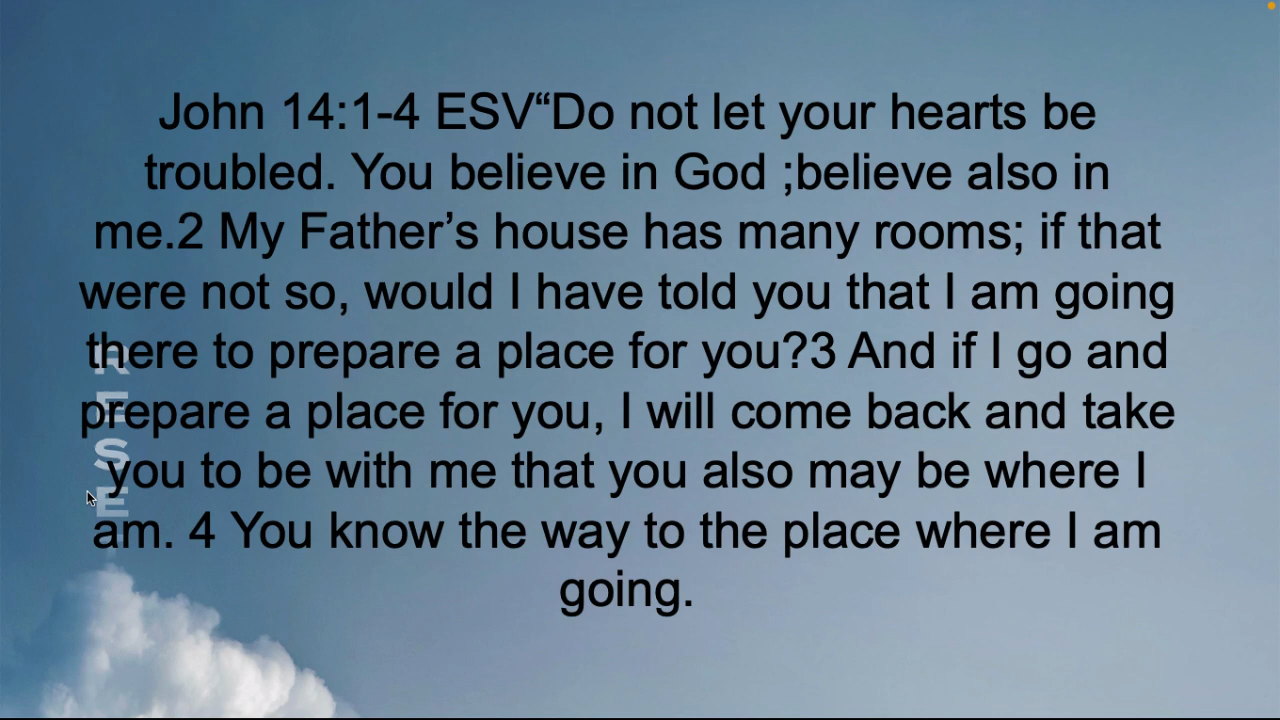 John 14:1-4 ESV“Do not let your hearts be
troubled. You believe in God ;believe also in
me.2 My Father’s house has many rooms; if that
were not so, would I have told you that I am going
there to prepare a place for you?3 And if I go and
prepare a place for you, I will come back and take
you to be with me that you also may be where I
am. 4 You know the way to the place where I am
going.